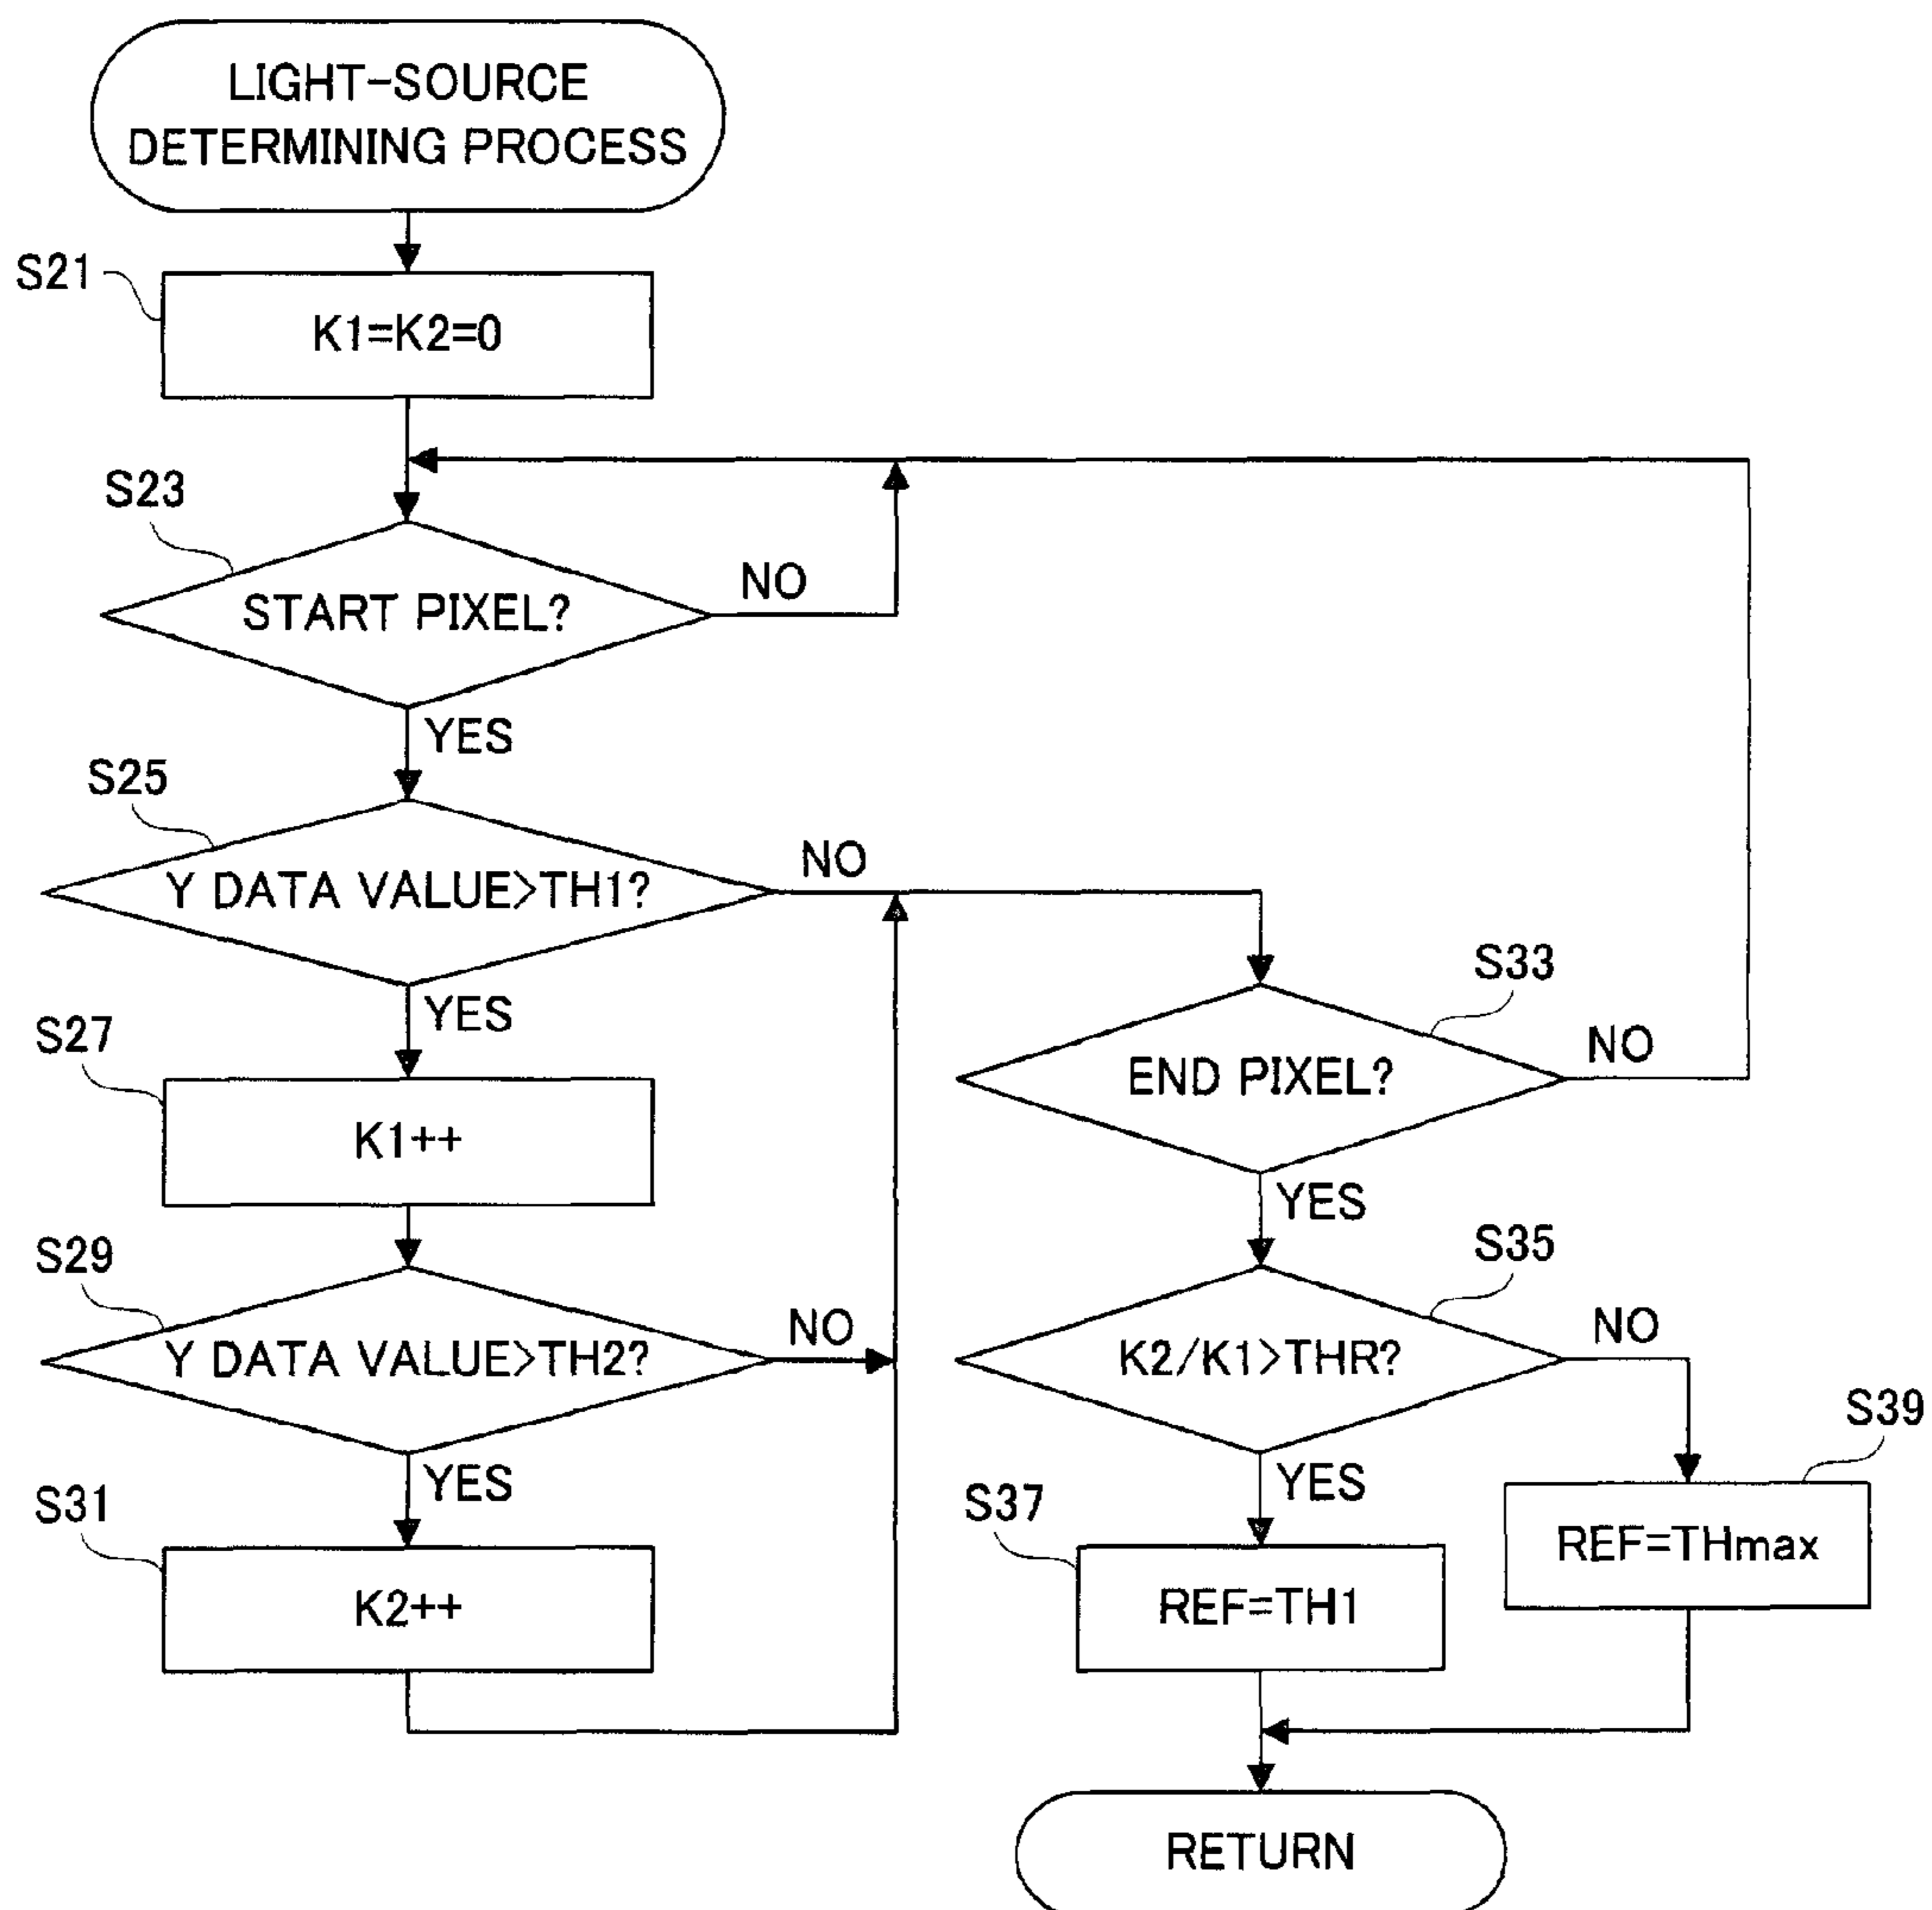 LIGHT-SOURCE
DETERMINING PROCESS
S21
K1=K2=0
S23
START PIXEL?
NO
YES
S25
Y DATA VALUE>TH1?
NO
YES
S27
K1++
S29
Y DATA VALUE>TH2?
NO
YES
S31
K2++
S33
END PIXEL?
NO
YES
S35
K2/K1>THR?
NO
YES
S37
REF=TH1
S39
REF=THmax
RETURN